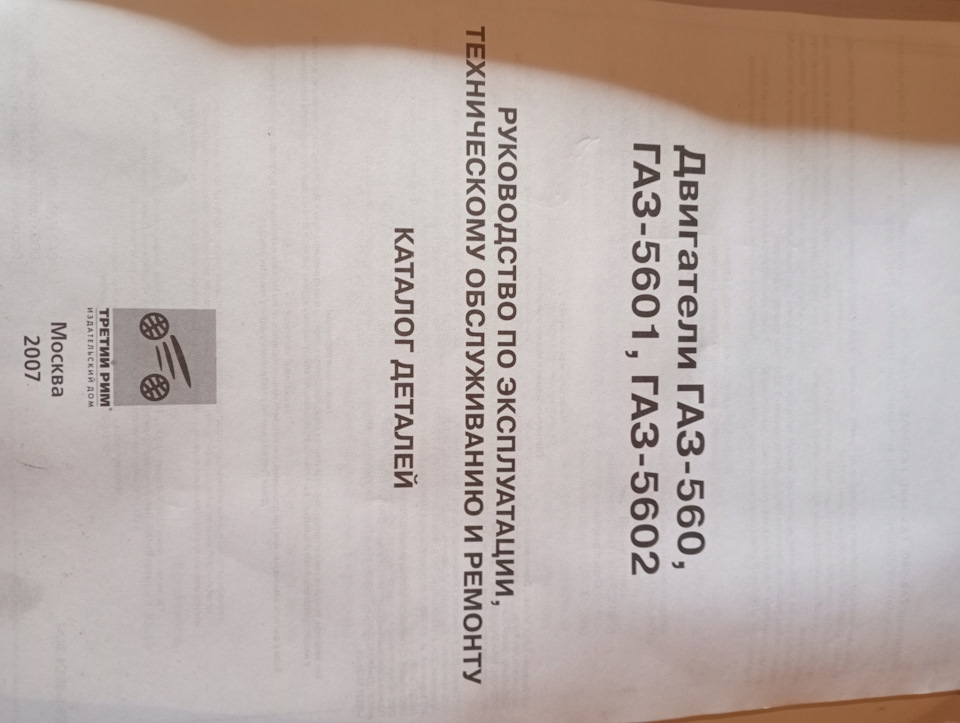 Двигатели ГАЗ-560,
ГАЗ-5601, ГАЗ-5602
РУКОВОДСТВО ПО ЭКСПЛУАТАЦИИ,
ТЕХНИЧЕСКОМУ ОБСЛУЖИВАНИЮ И РЕМОНТУ
КАТАЛОГ ДЕТАЛЕЙ
ТРЕТИЙ РИМ®
ИЗДАТЕЛЬСКИЙ ДОМ
Москва
2007